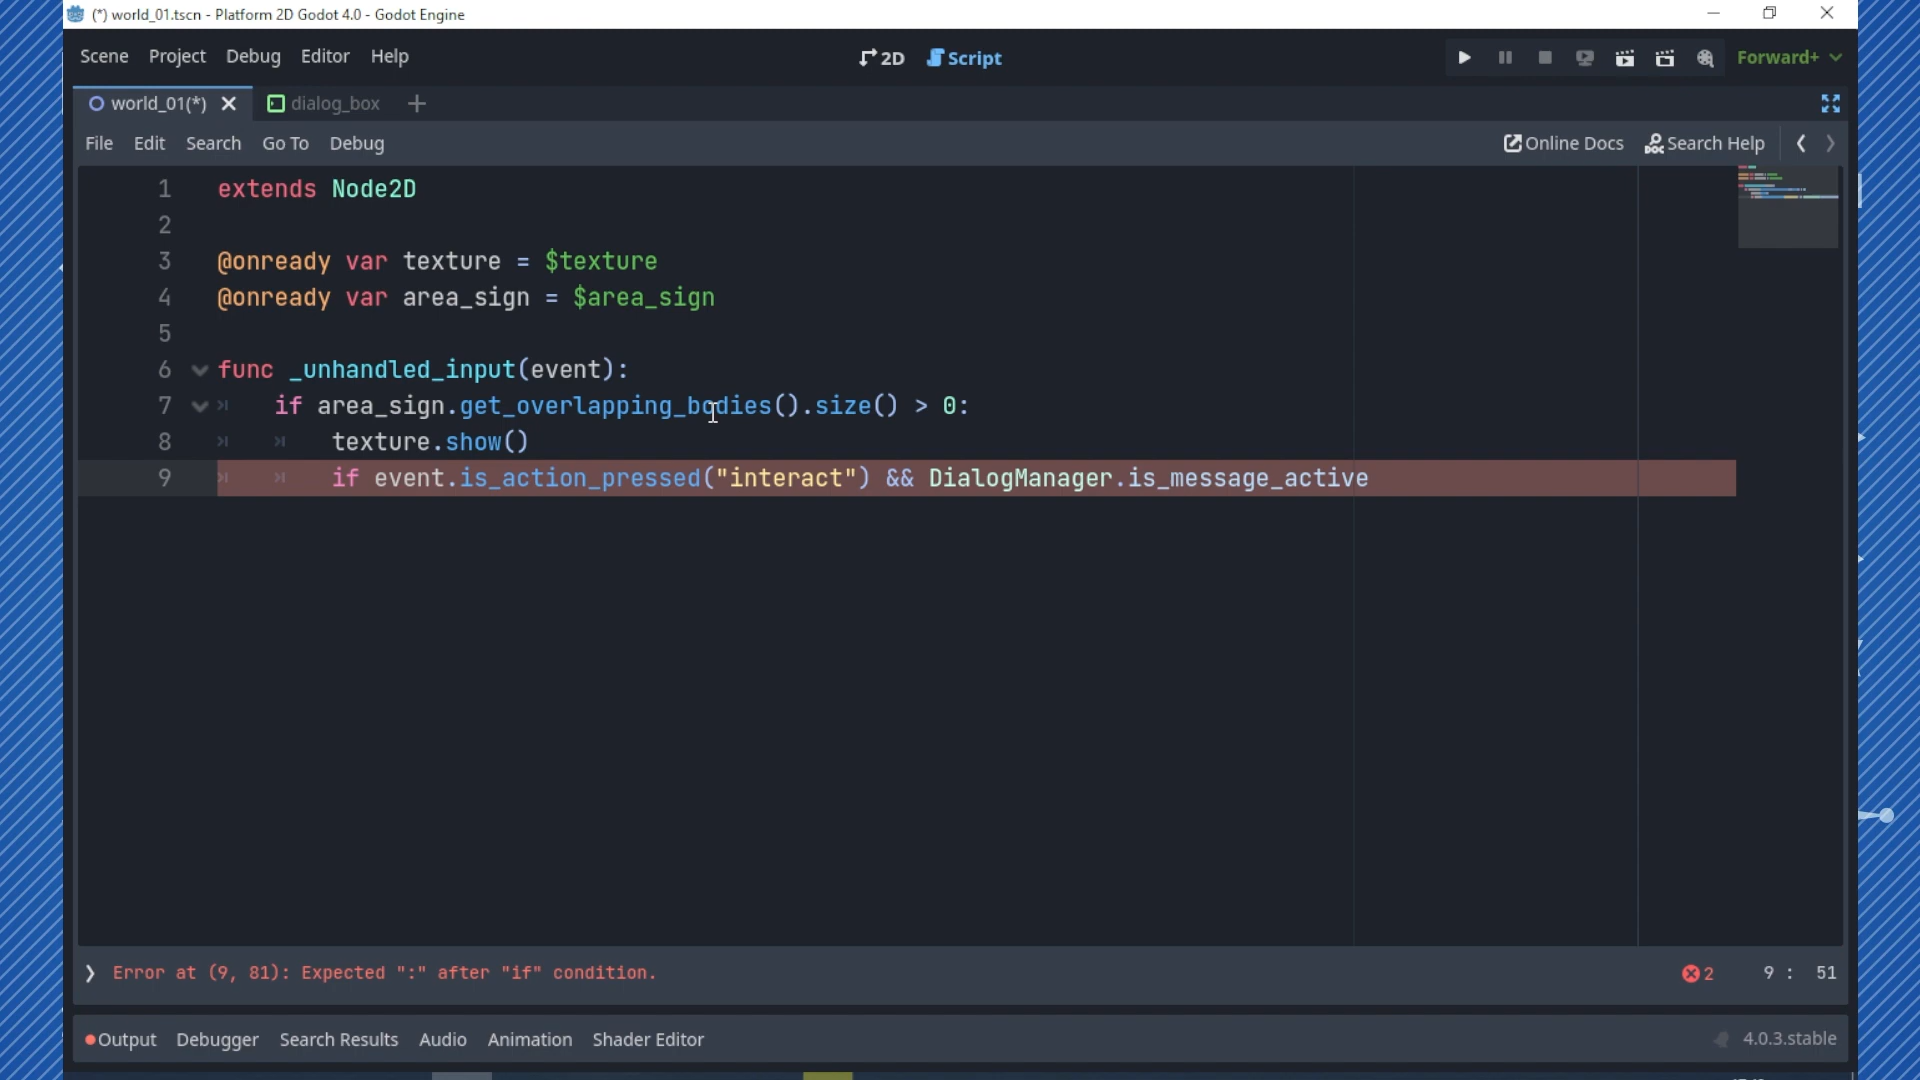 (*) world_01.tscn - Platform 2D Godot 4.0 - Godot Engine
Scene Project Debug Editor Help 2D Script Forward+
world_01(*) dialog_box
File Edit Search Go To Debug Online Docs Search Help
1 extends Node2D
2
3 @onready var texture = $texture
4 @onready var area_sign = $area_sign
5
6 func _unhandled_input(event):
7 if area_sign.get_overlapping_bodies().size() > 0:
8 texture.show()
9 if event.is_action_pressed("interact") && DialogManager.is_message_active
Error at (9, 81): Expected ":" after "if" condition. 2 9 : 51
Output Debugger Search Results Audio Animation Shader Editor 4.0.3.stable